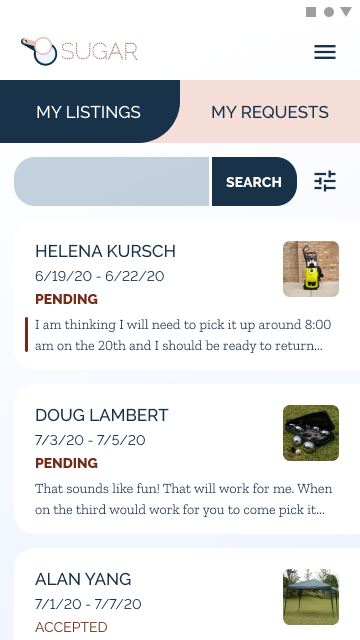 SUGAR
MY LISTINGS
MY REQUESTS
SEARCH
HELENA KURSCH
6/19/20 - 6/22/20
PENDING
I am thinking I will need to pick it up around 8:00
am on the 20th and I should be ready to return...
DOUG LAMBERT
7/3/20 - 7/5/20
PENDING
That sounds like fun! That will work for me. When
on the third would work for you to come pick it...
ALAN YANG
7/1/20 - 7/7/20
ACCEPTED